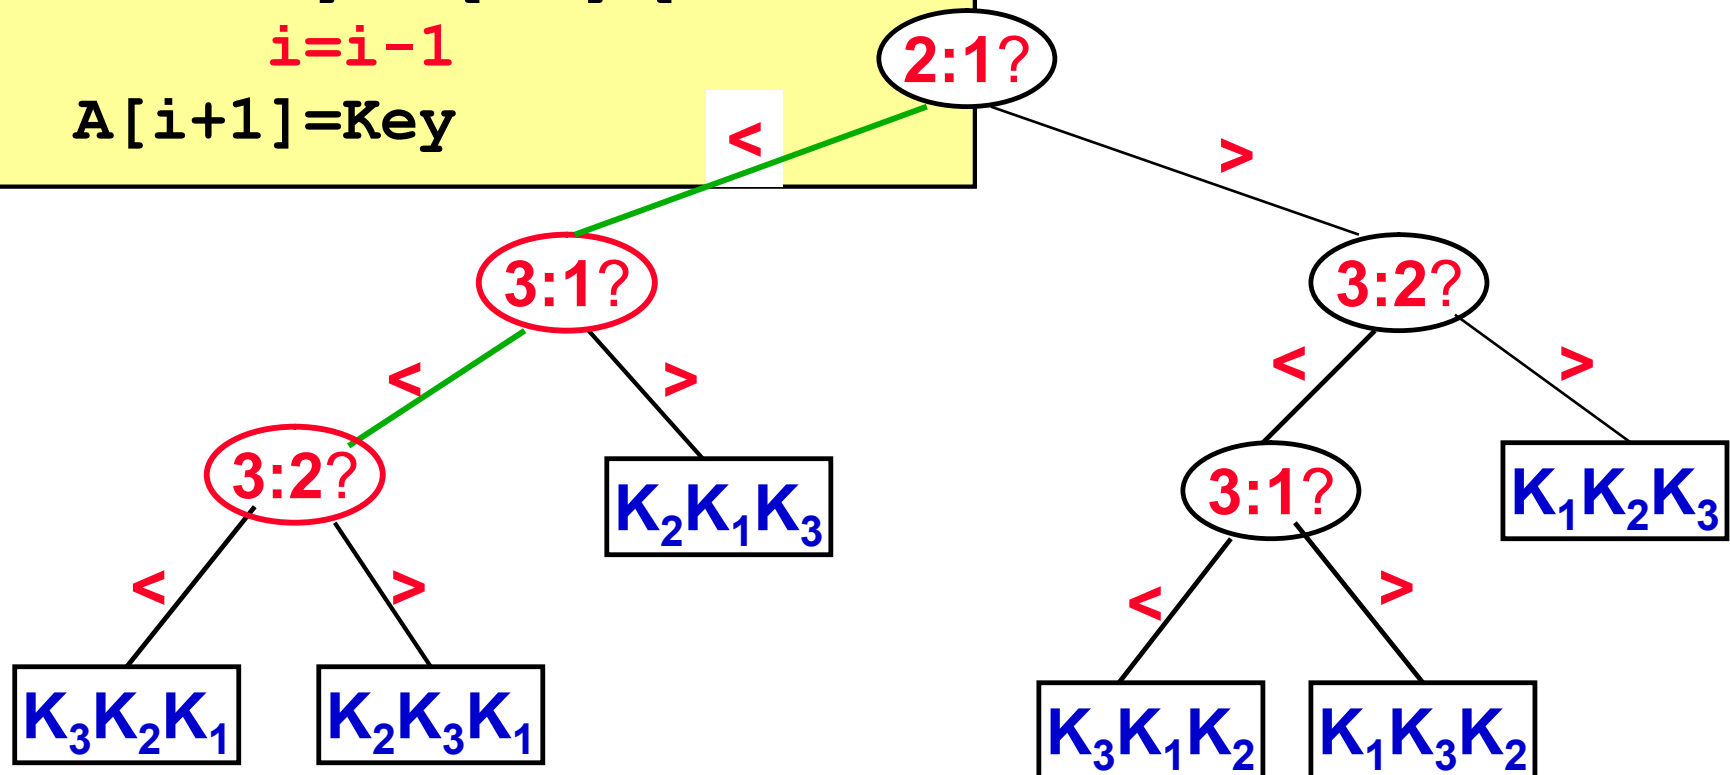 i=i-1
A[i+1]=Key
2:1?
<
>
3:1?
3:2?
<
>
<
>
3:2?
K₂K₁K₃
3:1?
K₁K₂K₃
<
>
<
>
K₃K₂K₁
K₂K₃K₁
K₃K₁K₂
K₁K₃K₂